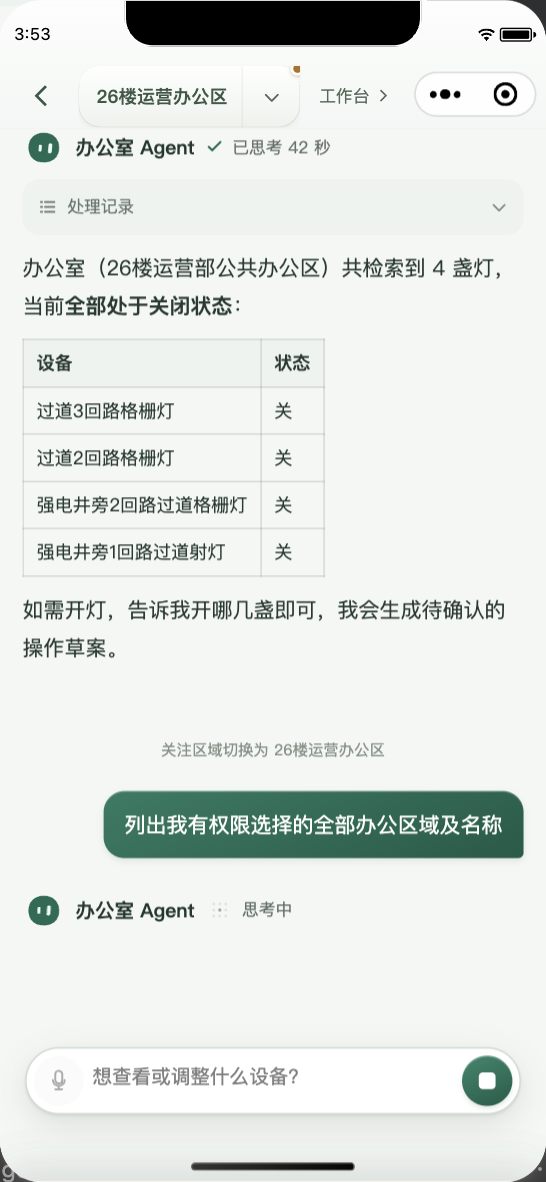 3:53
26楼运营办公区
工作台
办公室 Agent 已思考 42 秒
处理记录
办公室（26楼运营部公共办公区）共检索到 4 盏灯，
当前全部处于关闭状态：
设备 状态
过道3回路格栅灯 关
过道2回路格栅灯 关
强电井旁2回路过道格栅灯 关
强电井旁1回路过道射灯 关
如需开灯，告诉我开哪几盏即可，我会生成待确认的
操作草案。
关注区域切换为 26楼运营办公区
列出我有权限选择的全部办公区域及名称
办公室 Agent 思考中
想查看或调整什么设备？